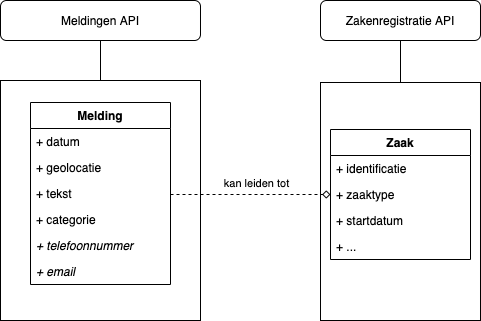 Meldingen API
Zakenregistratie API
Melding
+ datum
+ geolocatie
+ tekst
+ categorie
+ telefoonnummer
+ email
kan leiden tot
Zaak
+ identificatie
+ zaaktype
+ startdatum
+ ...